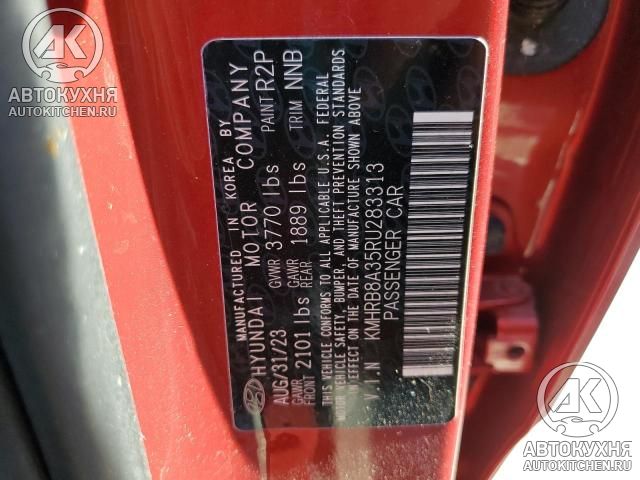 MANUFACTURED IN KOREA BY
HYUNDAI MOTOR COMPANY
AUG/31/23 GVWR 3770 lbs PAINT R2P
GAWR FRONT 2101 lbs GAWR REAR 1889 lbs TRIM NNB
THIS VEHICLE CONFORMS TO ALL APPLICABLE U.S.A. FEDERAL
MOTOR VEHICLE SAFETY, BUMPER, AND THEFT PREVENTION STANDARDS
IN EFFECT ON THE DATE OF MANUFACTURE SHOWN ABOVE
V I N KMHRB8A35RU283313
PASSENGER CAR
АК
АВТОКУХНЯ
AUTOKITCHEN.RU
АК
АВТОКУХНЯ
AUTOKITCHEN.RU